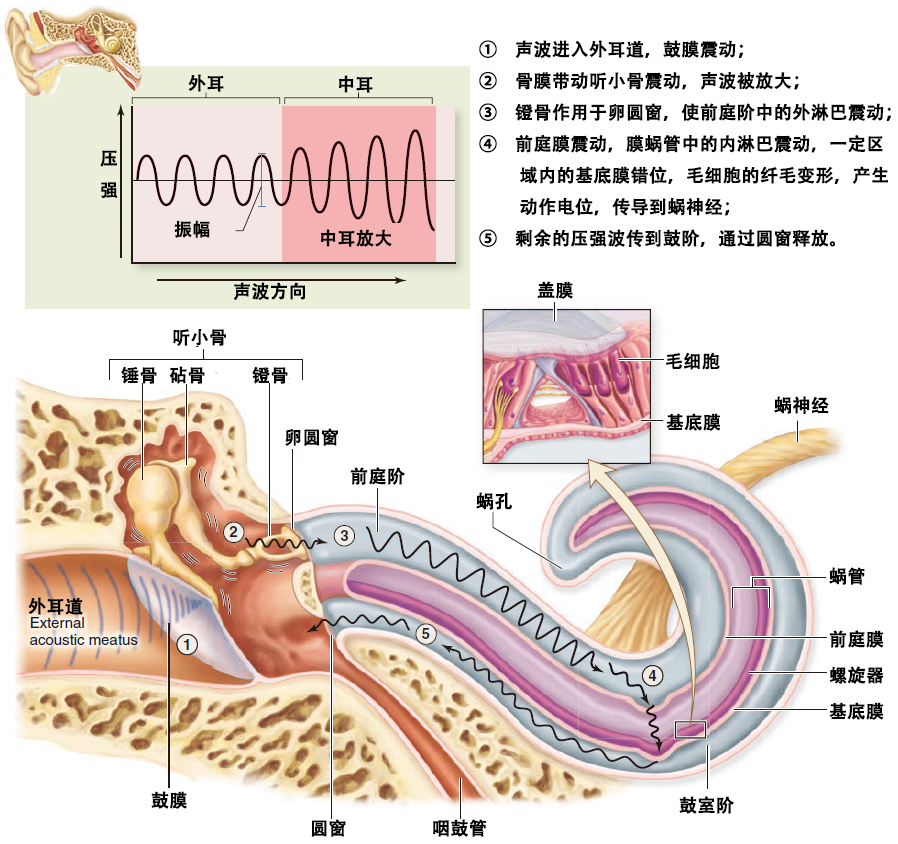 外耳
中耳
压
强
振幅
中耳放大
声波方向
① 声波进入外耳道，鼓膜震动；
② 骨膜带动听小骨震动，声波被放大；
③ 镫骨作用于卵圆窗，使前庭阶中的外淋巴震动；
④ 前庭膜震动，膜蜗管中的内淋巴震动，一定区
域内的基底膜错位，毛细胞的纤毛变形，产生
动作电位，传导到蜗神经；
⑤ 剩余的压强波传到鼓阶，通过圆窗释放。
盖膜
毛细胞
基底膜
蜗神经
听小骨
锤骨 砧骨 镫骨
卵圆窗
前庭阶
蜗孔
②
③
外耳道
External
acoustic meatus
①
⑤
④
蜗管
前庭膜
螺旋器
基底膜
鼓室阶
鼓膜
圆窗
咽鼓管